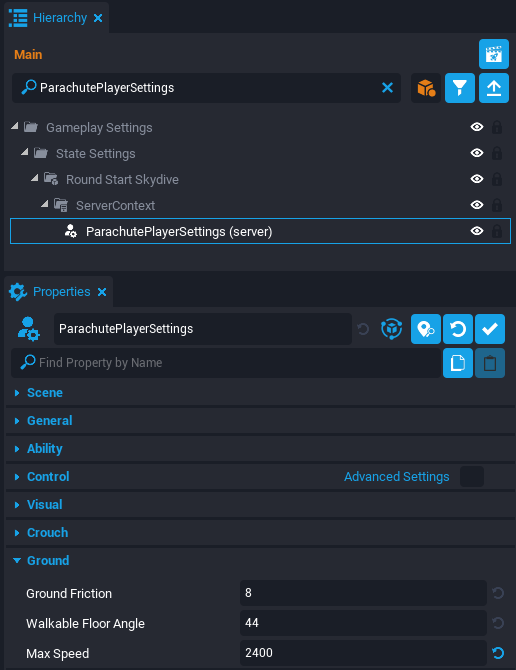 Hierarchy
Main
ParachutePlayerSettings
Gameplay Settings
State Settings
Round Start Skydive
ServerContext
ParachutePlayerSettings (server)
Properties
ParachutePlayerSettings
Find Property by Name
Scene
General
Ability
Control Advanced Settings
Visual
Crouch
Ground
Ground Friction 8
Walkable Floor Angle 44
Max Speed 2400